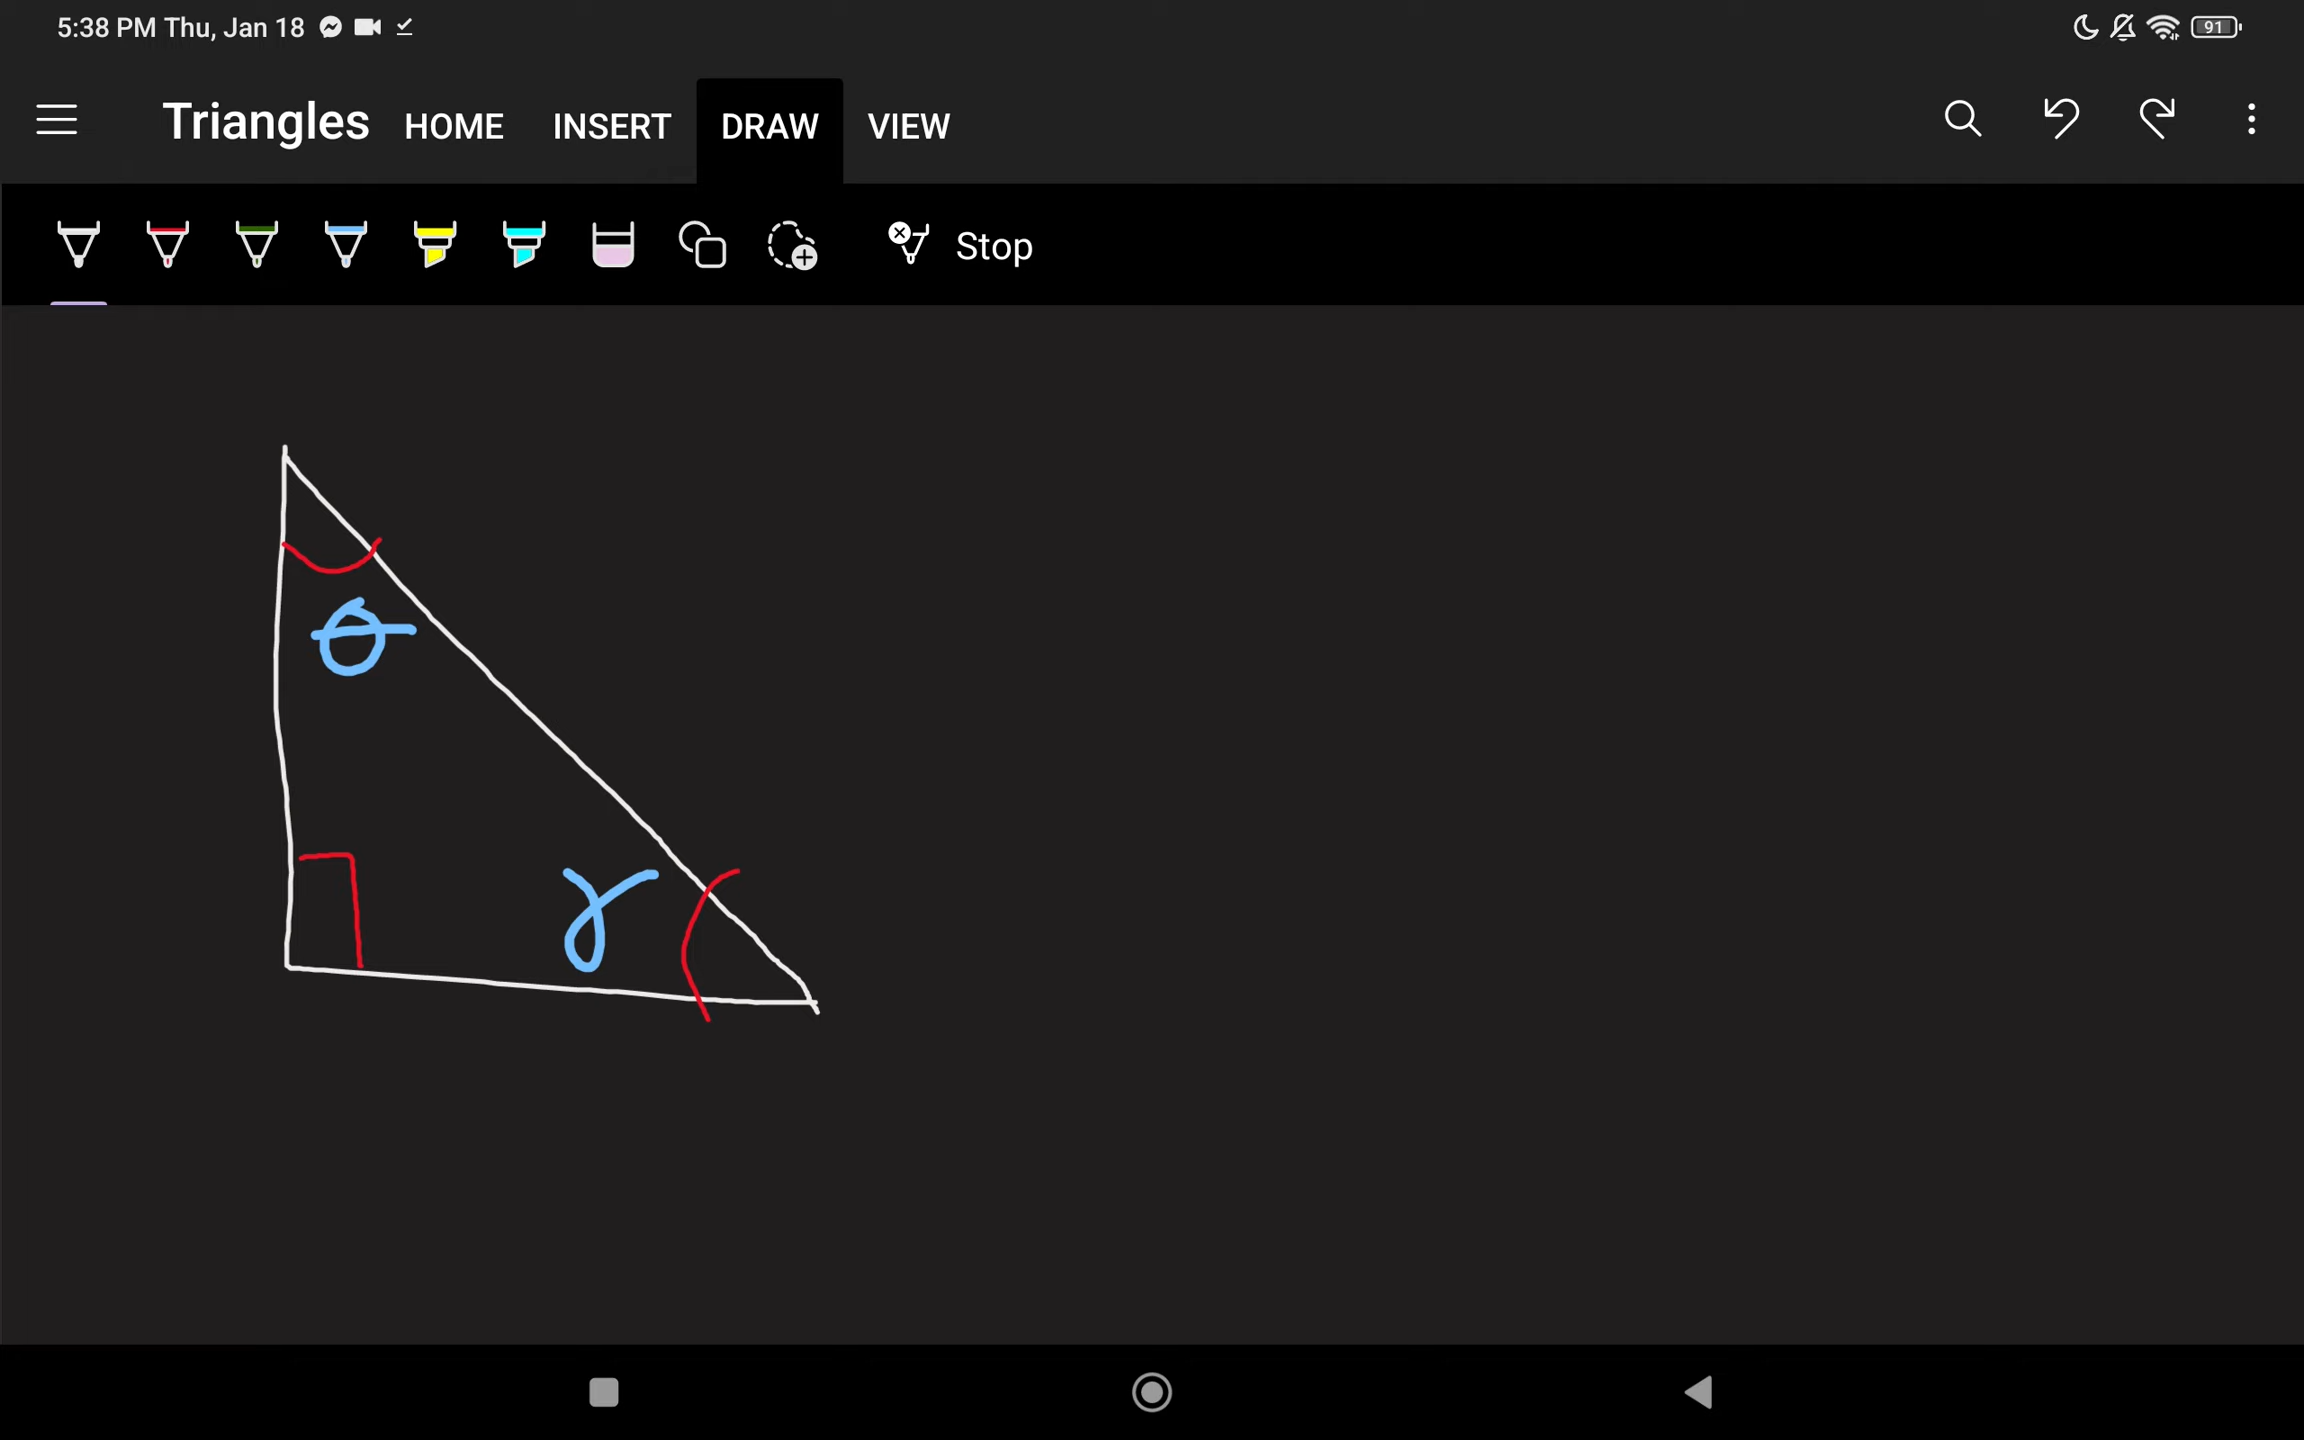 5:38 PM Thu, Jan 18
91
Triangles HOME INSERT DRAW VIEW
Stop
θ
γ